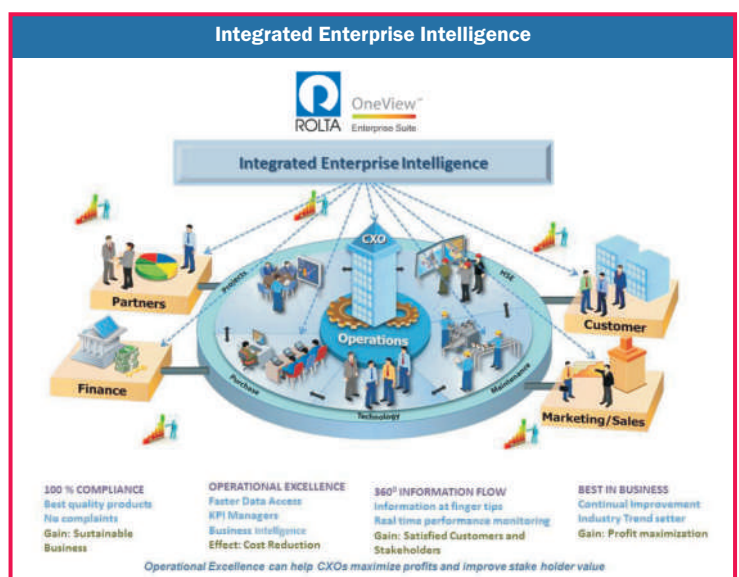 Integrated Enterprise Intelligence
ROLTA
OneView™
Enterprise Suite
Integrated Enterprise Intelligence
CXO
Projects
HSE
Partners
Customer
Operations
Finance
Purchase
Technology
Maintenance
Marketing/Sales
100 % COMPLIANCE
Best quality products
No complaints
Gain: Sustainable
Business
OPERATIONAL EXCELLENCE
Faster Data Access
KPI Managers
Business Intelligence
Effect: Cost Reduction
360⁰ INFORMATION FLOW
Information at finger tips
Real time performance monitoring
Gain: Satisfied Customers and
Stakeholders
BEST IN BUSINESS
Continual Improvement
Industry Trend setter
Gain: Profit maximization
Operational Excellence can help CXOs maximize profits and improve stake holder value